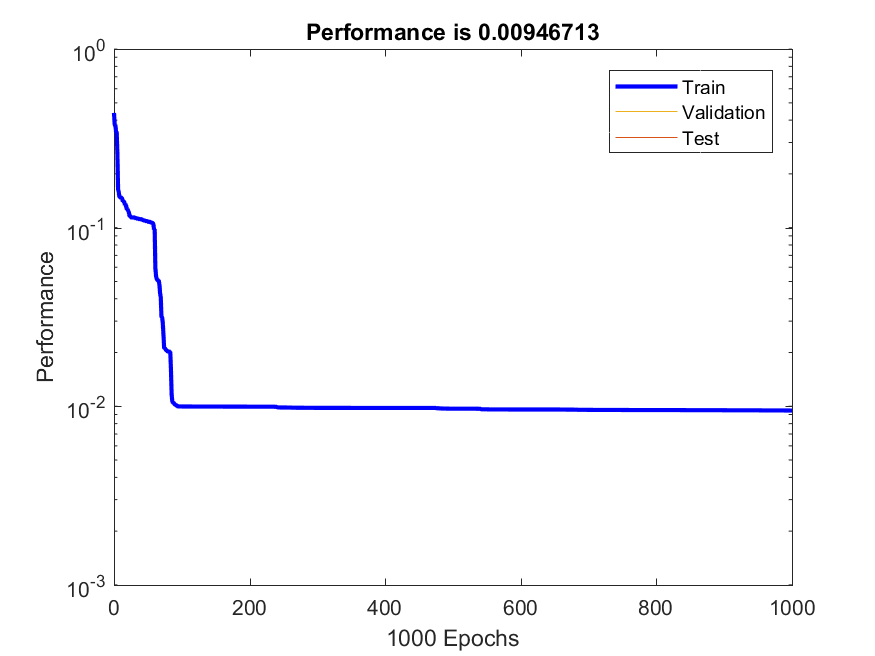 Performance is 0.00946713
10^0
Train
Validation
Test
10^-1
Performance
10^-2
10^-3
0 200 400 600 800 1000
1000 Epochs